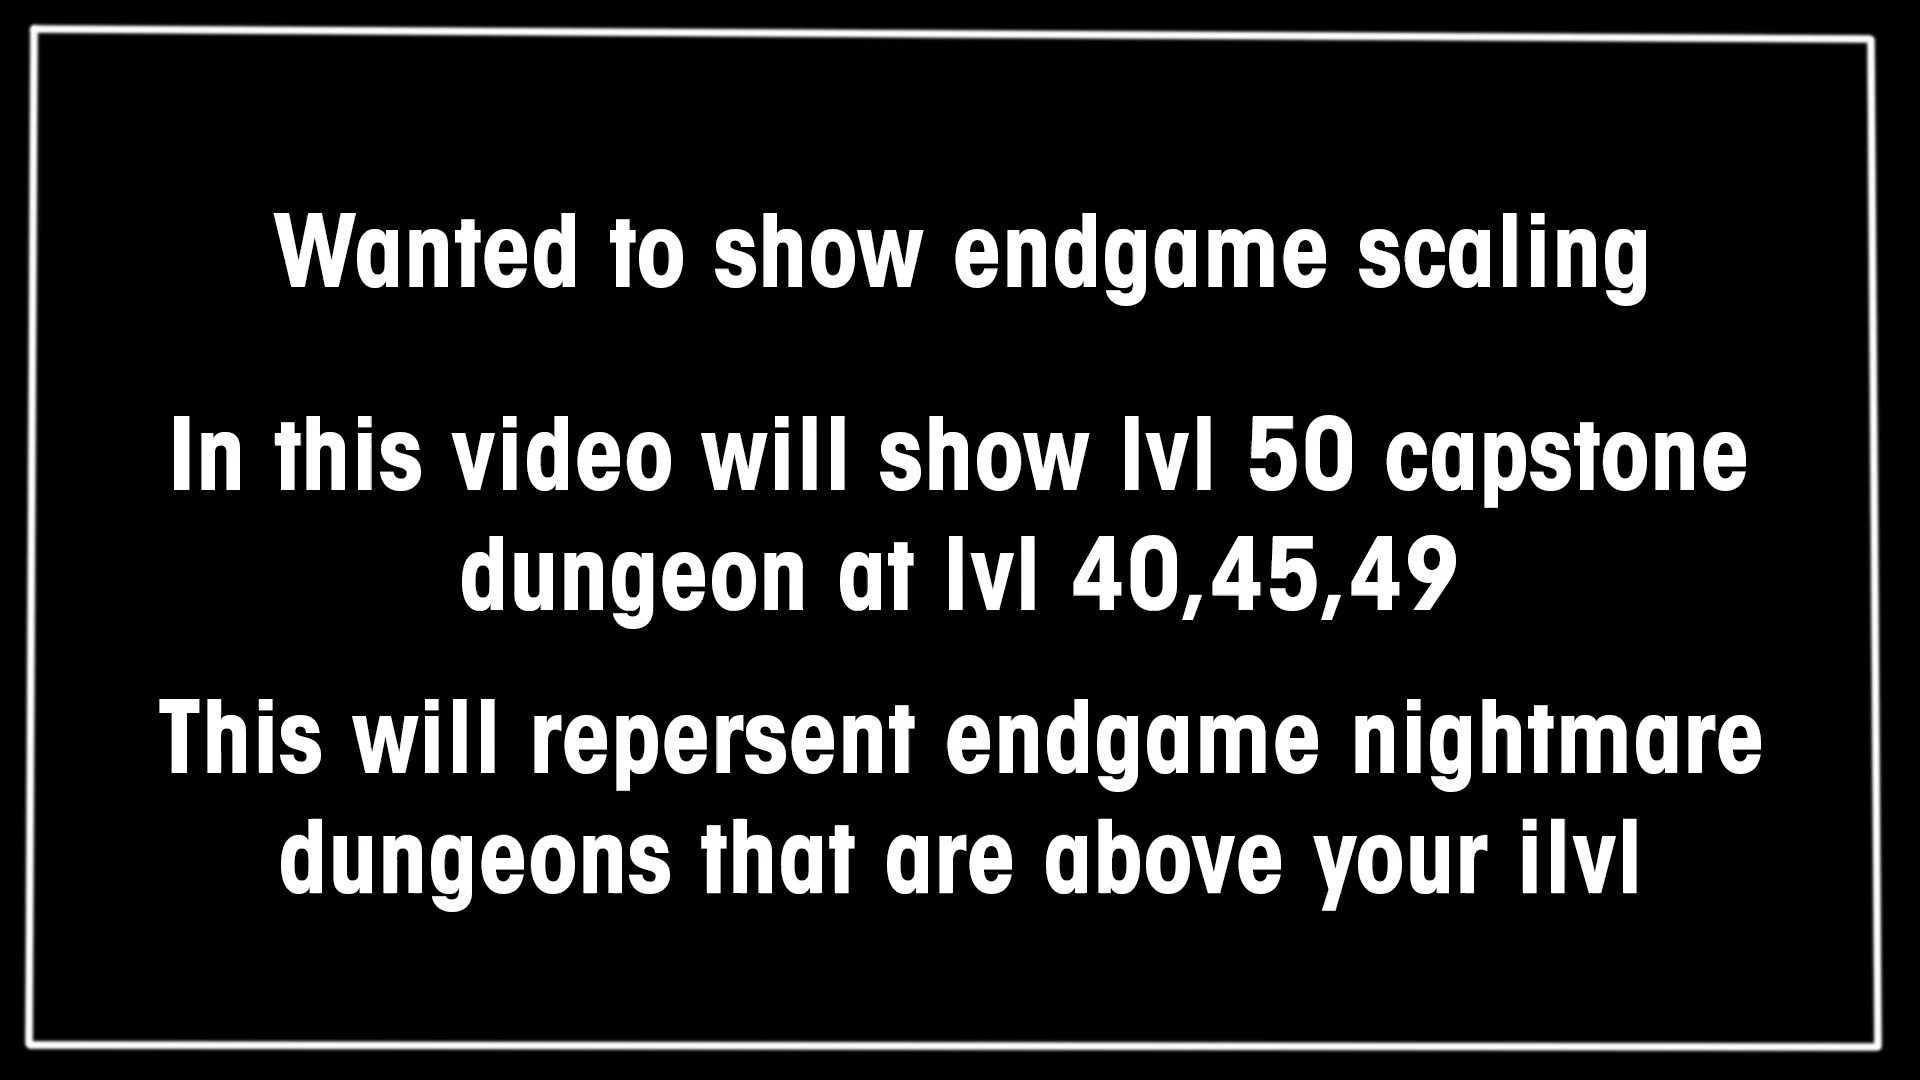 Wanted to show endgame scaling
In this video will show lvl 50 capstone
dungeon at lvl 40,45,49
This will repersent endgame nightmare
dungeons that are above your ilvl